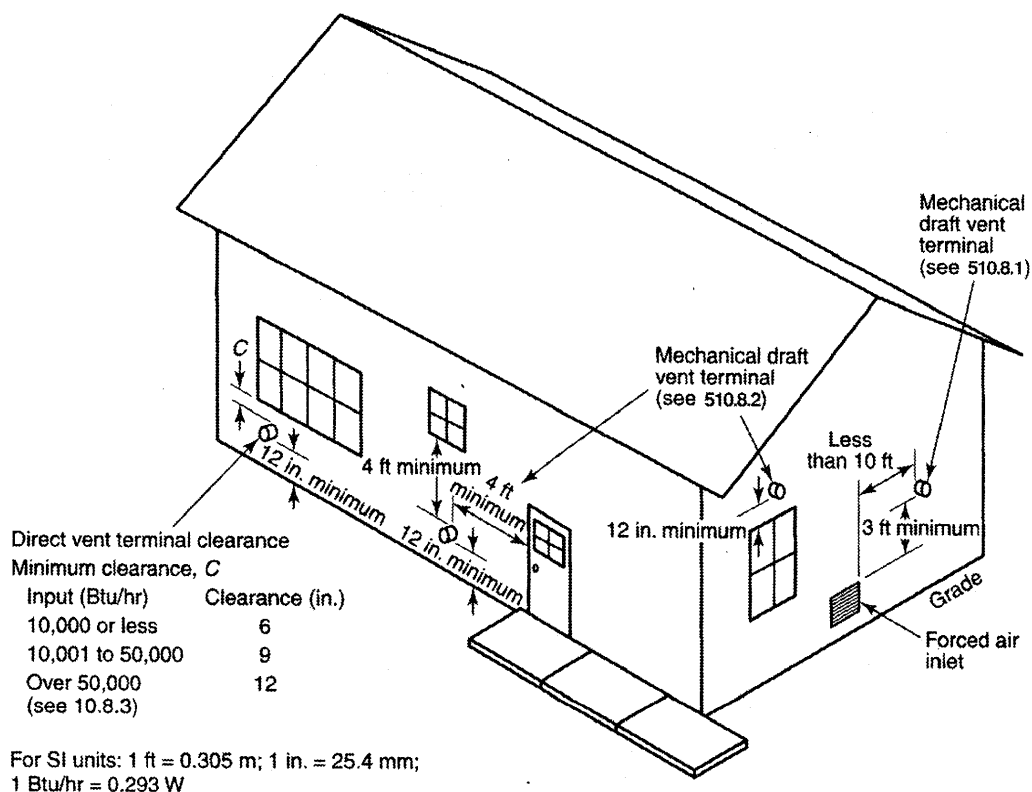 Mechanical
draft vent
terminal
(see 510.8.1)
Mechanical draft
vent terminal
(see 510.8.2)
C
Less
than 10 ft
4 ft minimum
4 ft
minimum
12 in. minimum
12 in. minimum
12 in. minimum
3 ft minimum
Grade
Forced air
inlet
Direct vent terminal clearance
Minimum clearance, C
Input (Btu/hr) Clearance (in.)
10,000 or less 6
10,001 to 50,000 9
Over 50,000 12
(see 10.8.3)
For SI units: 1 ft = 0.305 m; 1 in. = 25.4 mm;
1 Btu/hr = 0.293 W